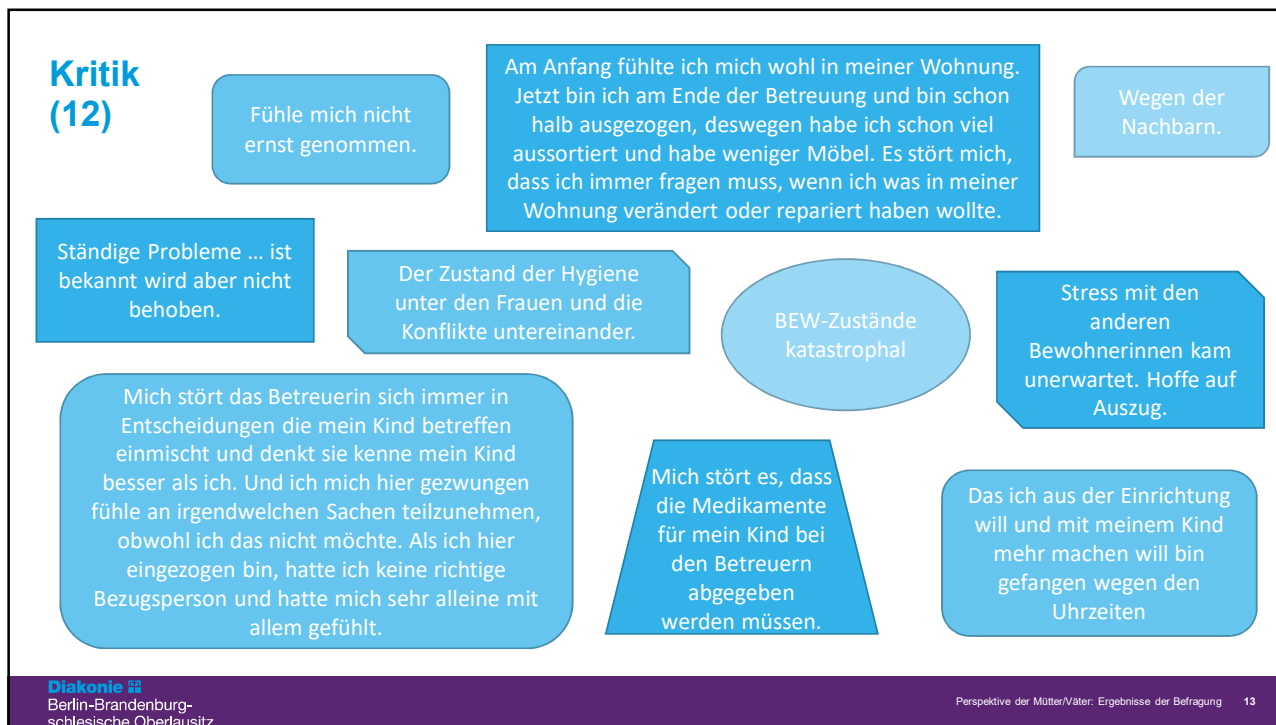 Kritik
(12)
Fühle mich nicht
ernst genommen.
Am Anfang fühlte ich mich wohl in meiner Wohnung.
Jetzt bin ich am Ende der Betreuung und bin schon
halb ausgezogen, deswegen habe ich schon viel
aussortiert und habe weniger Möbel. Es stört mich,
dass ich immer fragen muss, wenn ich was in meiner
Wohnung verändert oder repariert haben wollte.
Wegen der
Nachbarn.
Ständige Probleme ... ist
bekannt wird aber nicht
behoben.
Der Zustand der Hygiene
unter den Frauen und die
Konflikte untereinander.
BEW-Zustände
katastrophal
Stress mit den
anderen
Bewohnerinnen kam
unerwartet. Hoffe auf
Auszug.
Mich stört das Betreuerin sich immer in
Entscheidungen die mein Kind betreffen
einmischt und denkt sie kenne mein Kind
besser als ich. Und ich mich hier gezwungen
fühle an irgendwelchen Sachen teilzunehmen,
obwohl ich das nicht möchte. Als ich hier
eingezogen bin, hatte ich keine richtige
Bezugsperson und hatte mich sehr alleine mit
allem gefühlt.
Mich stört es, dass
die Medikamente
für mein Kind bei
den Betreuern
abgegeben
werden müssen.
Das ich aus der Einrichtung
will und mit meinem Kind
mehr machen will bin
gefangen wegen den
Uhrzeiten
Diakonie
Berlin-Brandenburg-
schlesische Oberlausitz
Perspektive der Mütter/Väter: Ergebnisse der Befragung 13